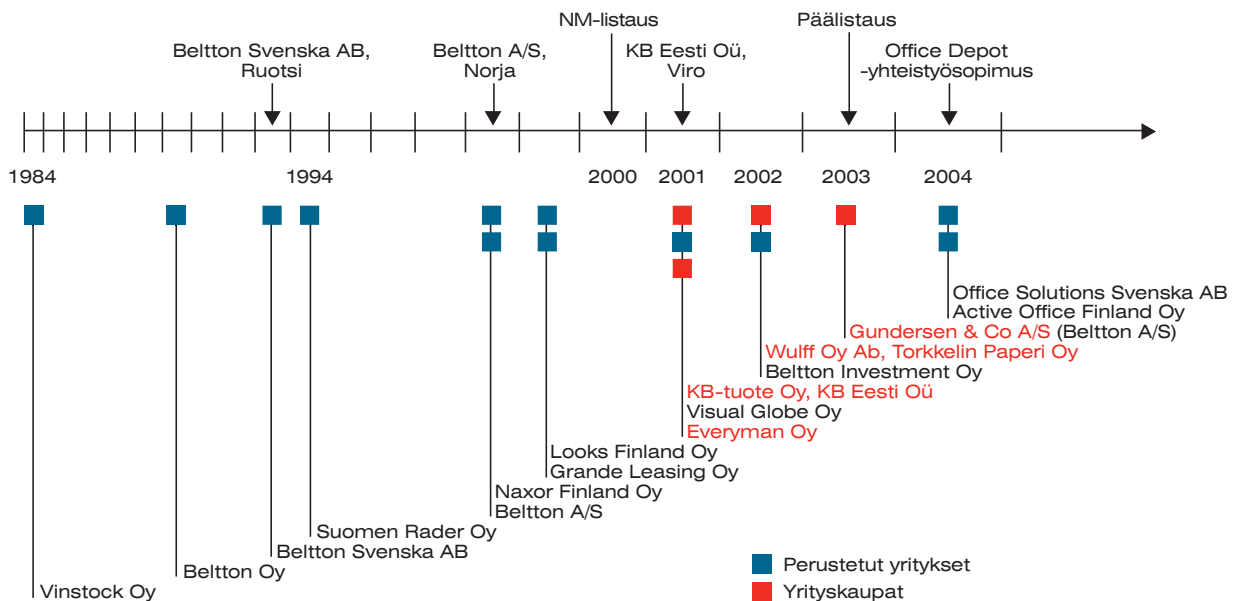 NM-listaus
Päälistaus
Beltton Svenska AB,
Ruotsi
Beltton A/S,
Norja
KB Eesti Oü,
Viro
Office Depot
-yhteistyösopimus
1984
1994
2000
2001
2002
2003
2004
Office Solutions Svenska AB
Active Office Finland Oy
Gundersen & Co A/S (Beltton A/S)
Wulff Oy Ab, Torkkelin Paperi Oy
Beltton Investment Oy
KB-tuote Oy, KB Eesti Oü
Visual Globe Oy
Everyman Oy
Looks Finland Oy
Grande Leasing Oy
Naxor Finland Oy
Beltton A/S
Suomen Rader Oy
Beltton Svenska AB
Beltton Oy
Vinstock Oy
Perustetut yritykset
Yrityskaupat